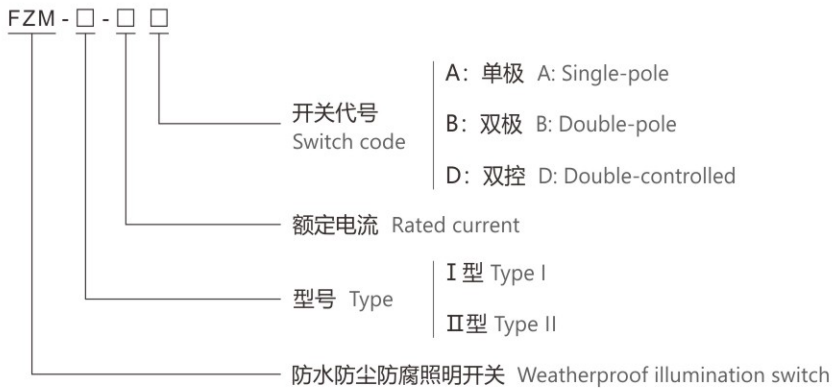 FZM - □ - □ □
A：单极 A: Single-pole
开关代号
Switch code
B：双极 B: Double-pole
D：双控 D: Double-controlled
额定电流 Rated current
型号 Type
Ⅰ型 Type I
Ⅱ型 Type II
防水防尘防腐照明开关 Weatherproof illumination switch